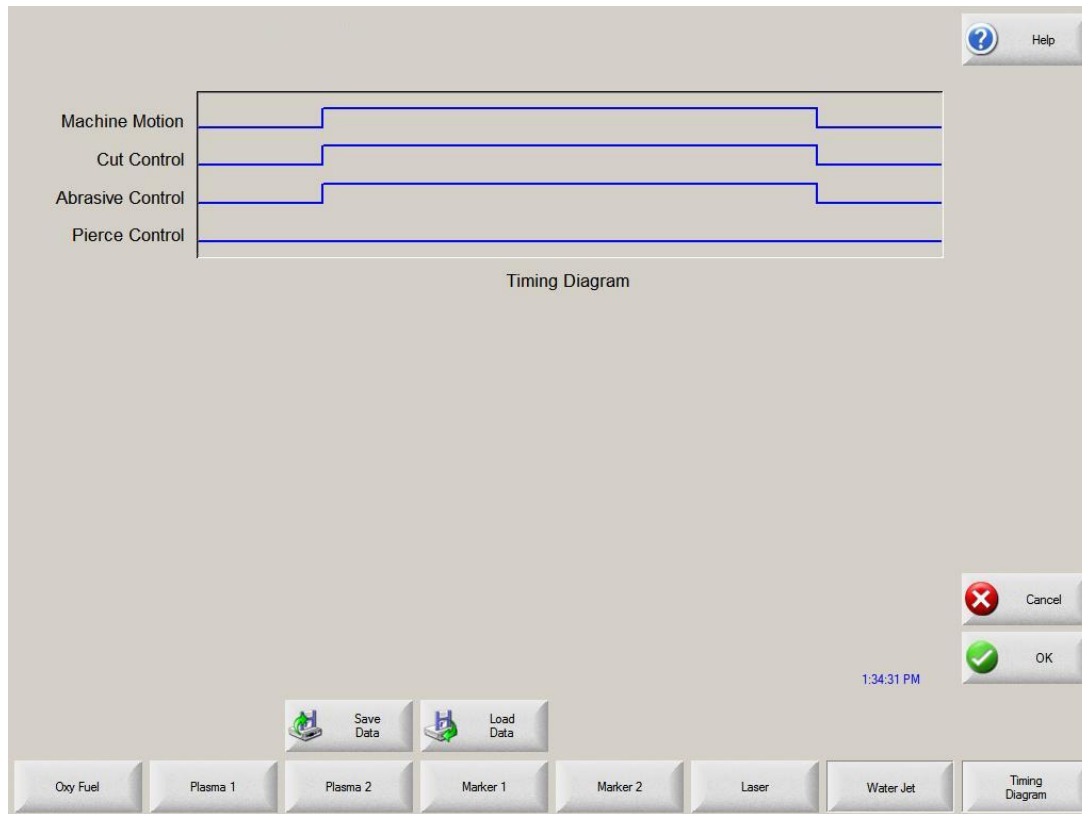 Help
Machine Motion
Cut Control
Abrasive Control
Pierce Control
Timing Diagram
Cancel
OK
1:34:31 PM
Save
Data
Load
Data
Oxy Fuel
Plasma 1
Plasma 2
Marker 1
Marker 2
Laser
Water Jet
Timing
Diagram